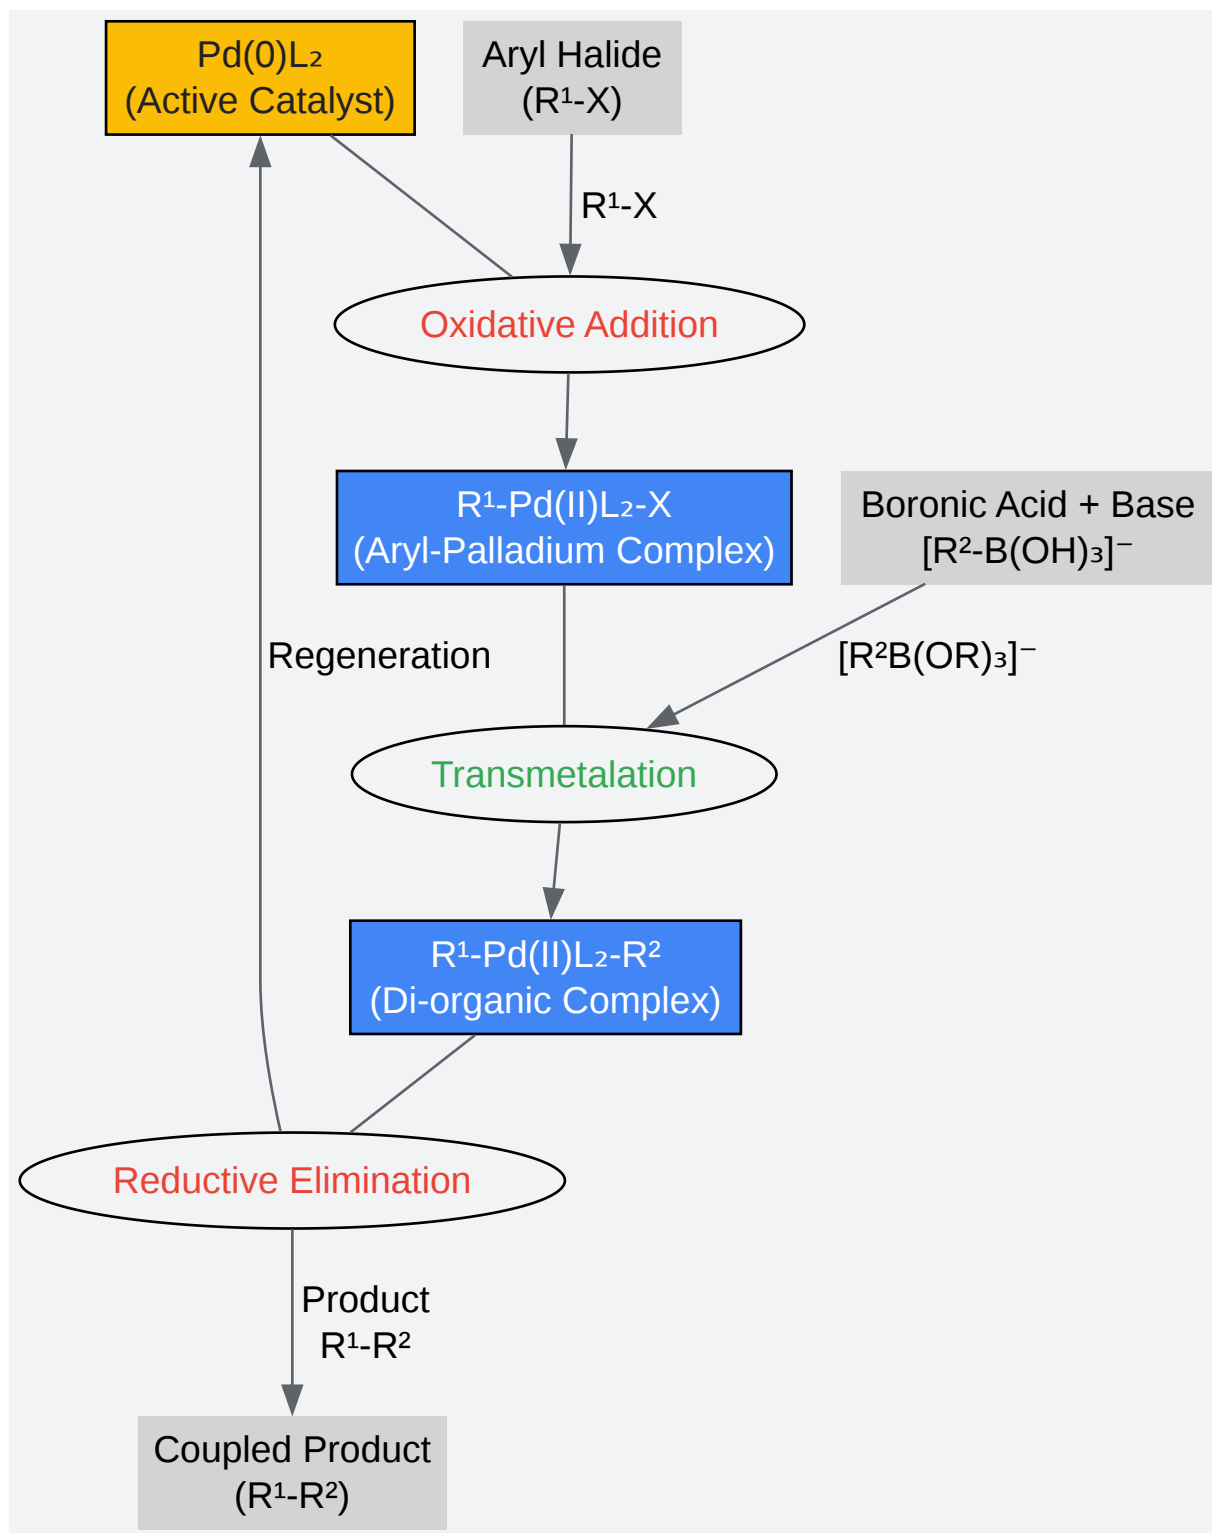 Pd(0)L₂
(Active Catalyst)
Aryl Halide
(R¹-X)
R¹-X
Oxidative Addition
R¹-Pd(II)L₂-X
(Aryl-Palladium Complex)
Boronic Acid + Base
[R²-B(OH)₃]⁻
Regeneration
[R²B(OR)₃]⁻
Transmetalation
R¹-Pd(II)L₂-R²
(Di-organic Complex)
Reductive Elimination
Product
R¹-R²
Coupled Product
(R¹-R²)